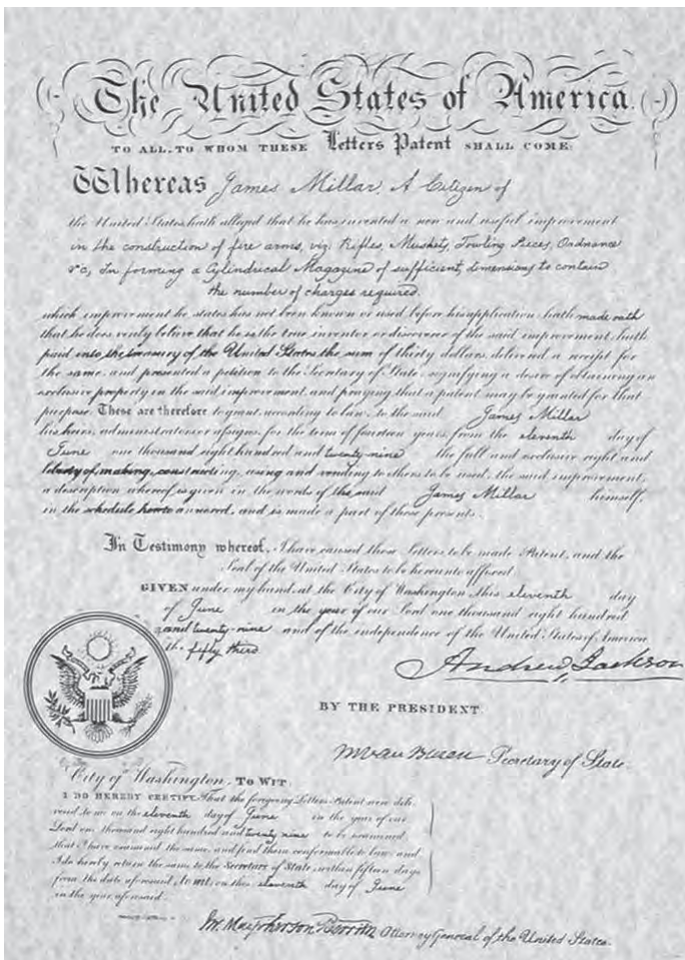 The United States of America.
TO ALL, TO WHOM THESE Letters Patent SHALL COME:
Whereas James Millar, A Citizen of
the United States hath alleged that he has invented a new and useful improvement
in the construction of fire arms, viz. Rifles, Muskets, Fowling Pieces, Ordnance
&c, In forming a Cylindrical Magazine of sufficient dimensions to contain
the number of charges required.
which improvement he states has not been known or used before his application hath made oath
that he does verily believe that he is the true inventor or discoverer of the said improvement hath
paid into the treasury of the United States the sum of thirty dollars, delivered a receipt for
the same, and presented a petition to the Secretary of State, signifying a desire of obtaining an
exclusive property in the said improvement, and praying that a patent may be granted for that
purpose. These are therefore to grant, according to law, to the said James Millar
his heirs, administrators or assigns, for the term of fourteen years, from the eleventh day of
June one thousand eight hundred and twenty nine the full and exclusive right and
liberty of making, constructing, using and vending to others to be used, the said improvement,
a description whereof is given in the words of the said James Millar himself,
in the schedule hereto annexed, and is made a part of these presents.
In Testimony whereof, I have caused these Letters to be made Patent, and the
Seal of the United States to be hereunto affixed.
GIVEN under my hand, at the City of Washington this eleventh day
of June in the year of our Lord one thousand eight hundred
and twenty-nine and of the independence of the United States of America
the fifty third
Andrew Jackson
BY THE PRESIDENT.
M Van Buren Secretary of State.
City of Washington, TO WIT:
I DO HEREBY CERTIFY, That the foregoing Letters Patent were deli-
vered to me on the eleventh day of June in the year of our
Lord one thousand eight hundred and twenty nine to be examined
that I have examined the same, and find them conformable to law, and
I do hereby return the same to the Secretary of State within fifteen days
from the date aforesaid, to wit, on this eleventh day of June
in the year aforesaid.
Jn. Macpherson Berrien Attorney General of the United States.